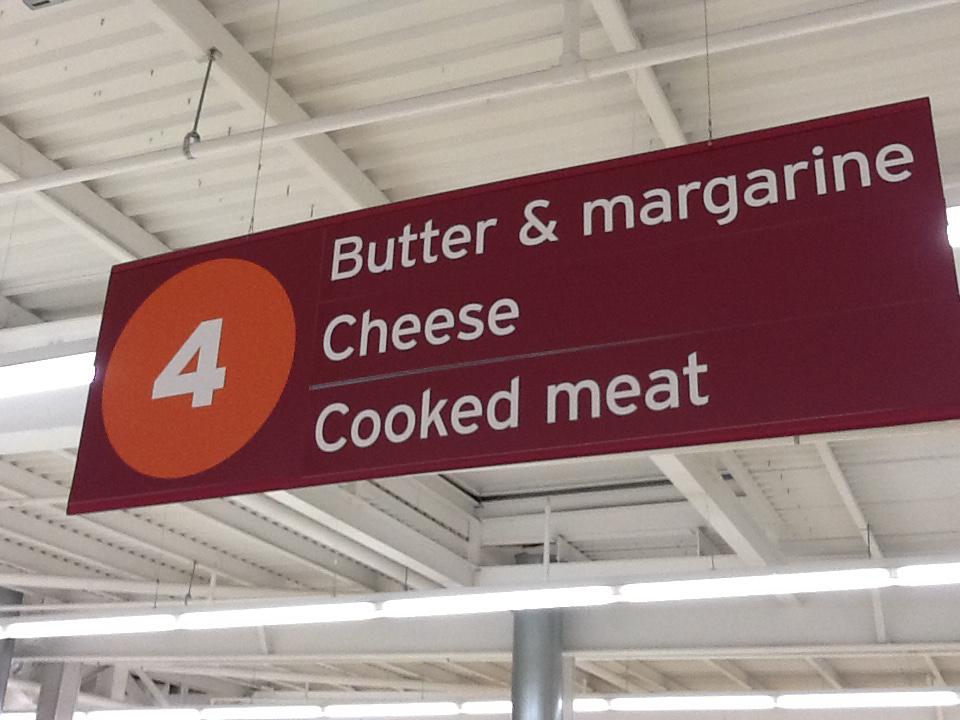 4
Butter & margarine
Cheese
Cooked meat